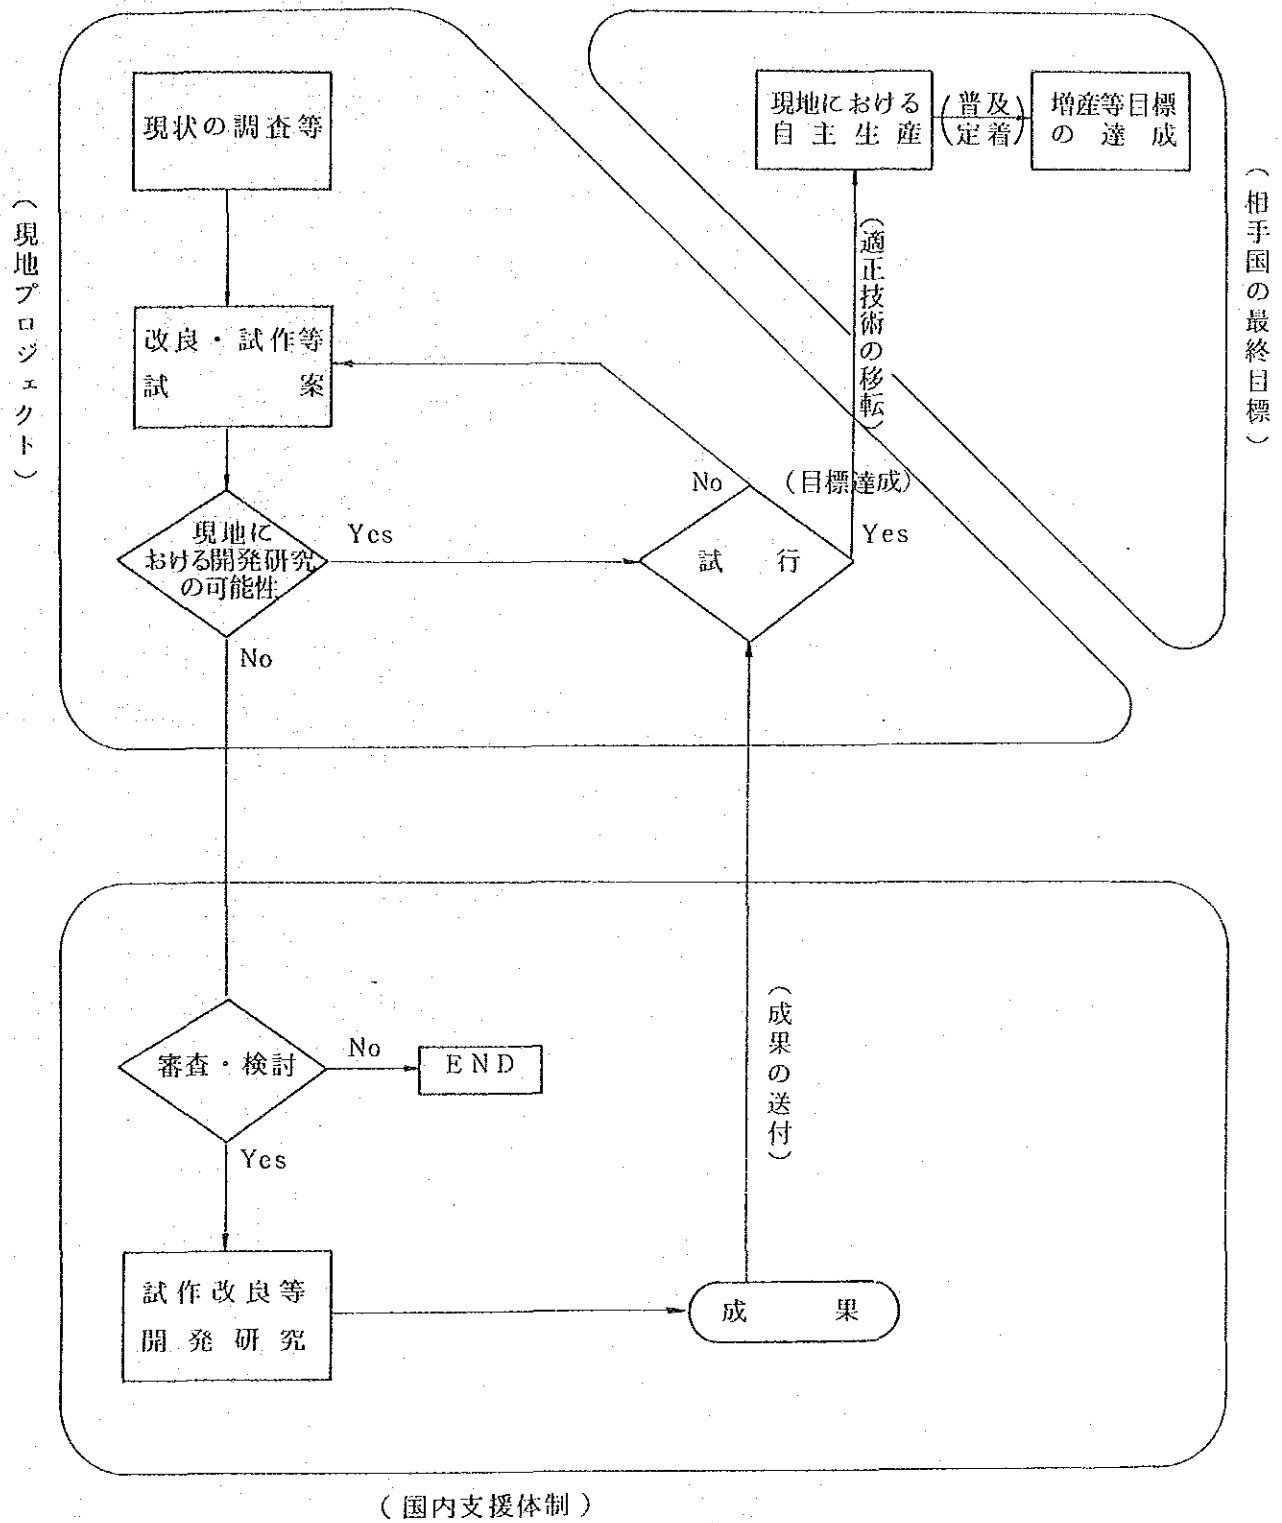 (現地プロジェクト)
現状の調査等
改良・試作等
試案
現地に
おける開発研究
の可能性
Yes
No
試行
No
(目標達成)
Yes
(適正技術の移転)
現地における
自主生産
(普及
定着)
増産等目標
の達成
(相手国の最終目標)
審査・検討
No
END
Yes
試作改良等
開発研究
成果
(成果の送付)
(国内支援体制)